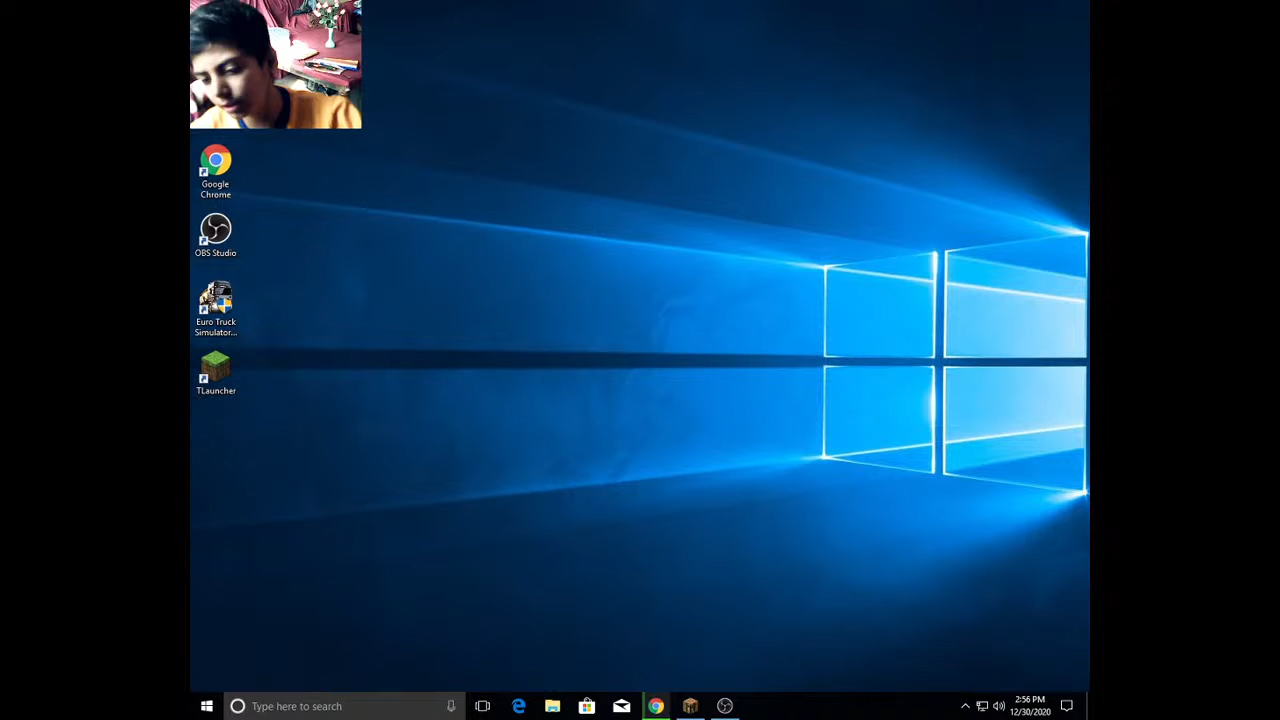 Google
Chrome
OBS Studio
Euro Truck
Simulator...
TLauncher
Type here to search
2:56 PM
12/30/2020